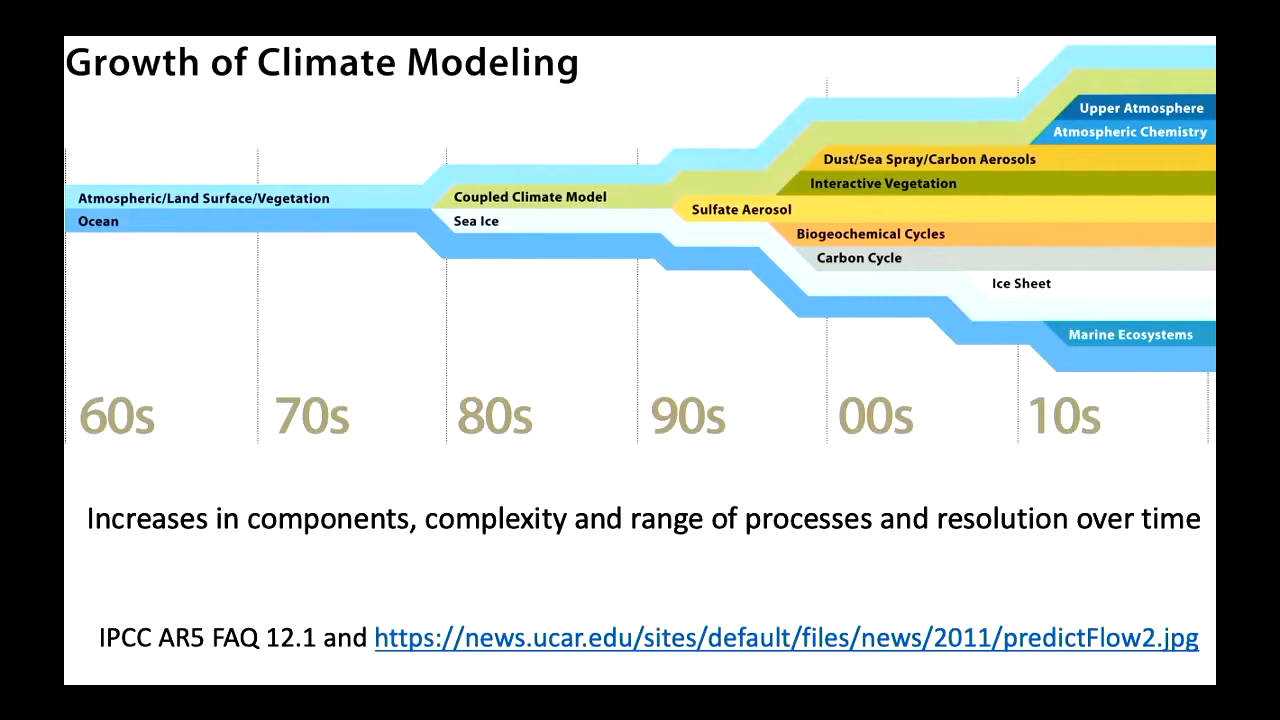 Growth of Climate Modeling
Upper Atmosphere
Atmospheric Chemistry
Dust/Sea Spray/Carbon Aerosols
Interactive Vegetation
Atmospheric/Land Surface/Vegetation
Coupled Climate Model
Sulfate Aerosol
Ocean
Sea Ice
Biogeochemical Cycles
Carbon Cycle
Ice Sheet
Marine Ecosystems
60s 70s 80s 90s 00s 10s
Increases in components, complexity and range of processes and resolution over time
IPCC AR5 FAQ 12.1 and https://news.ucar.edu/sites/default/files/news/2011/predictFlow2.jpg